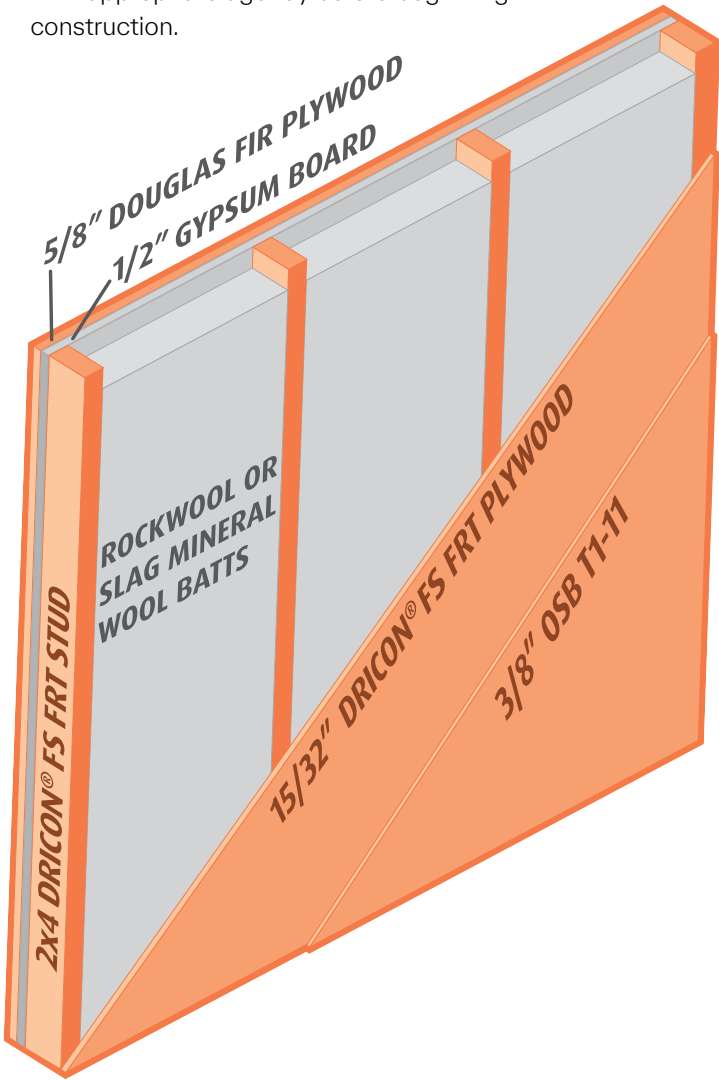 construction.
5/8″ DOUGLAS FIR PLYWOOD
1/2″ GYPSUM BOARD
ROCKWOOL OR
SLAG MINERAL
WOOL BATTS
2x4 DRICON® FS FRT STUD
15/32″ DRICON® FS FRT PLYWOOD
3/8″ OSB T1-11